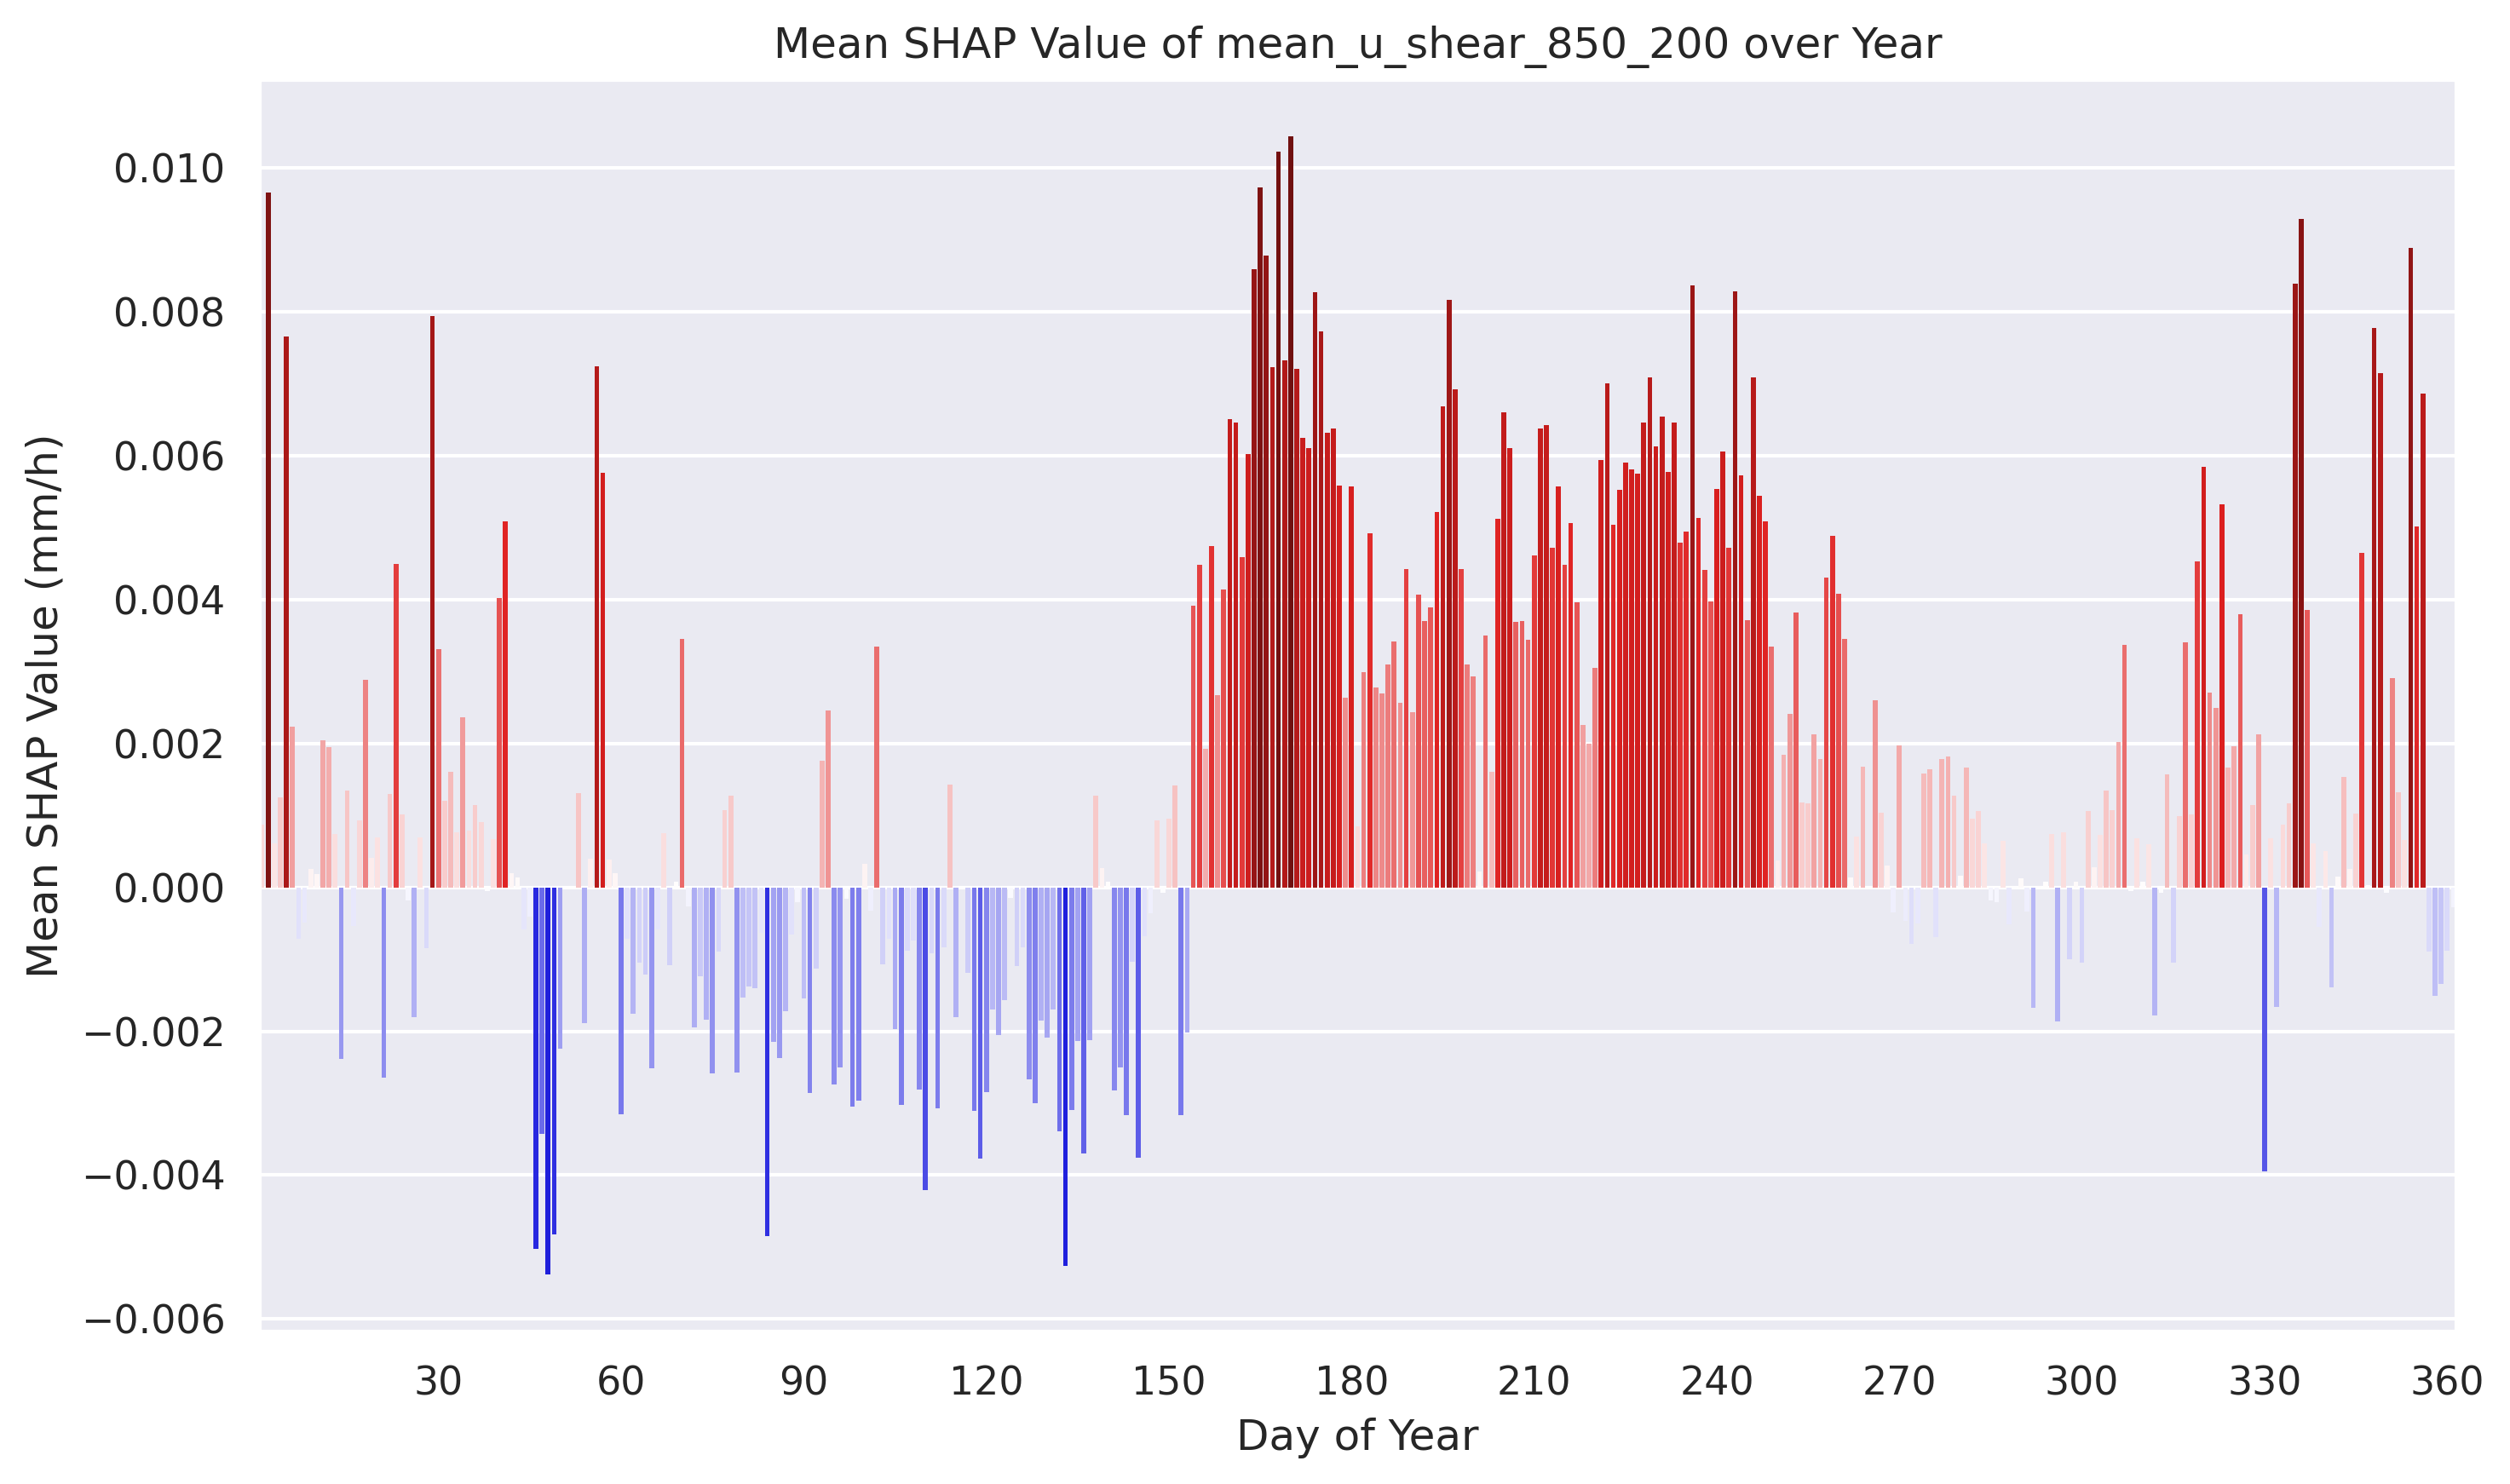 Mean SHAP Value of mean_u_shear_850_200 over Year
Mean SHAP Value (mm/h)
0.010
0.008
0.006
0.004
0.002
0.000
−0.002
−0.004
−0.006
30 60 90 120 150 180 210 240 270 300 330 360
Day of Year